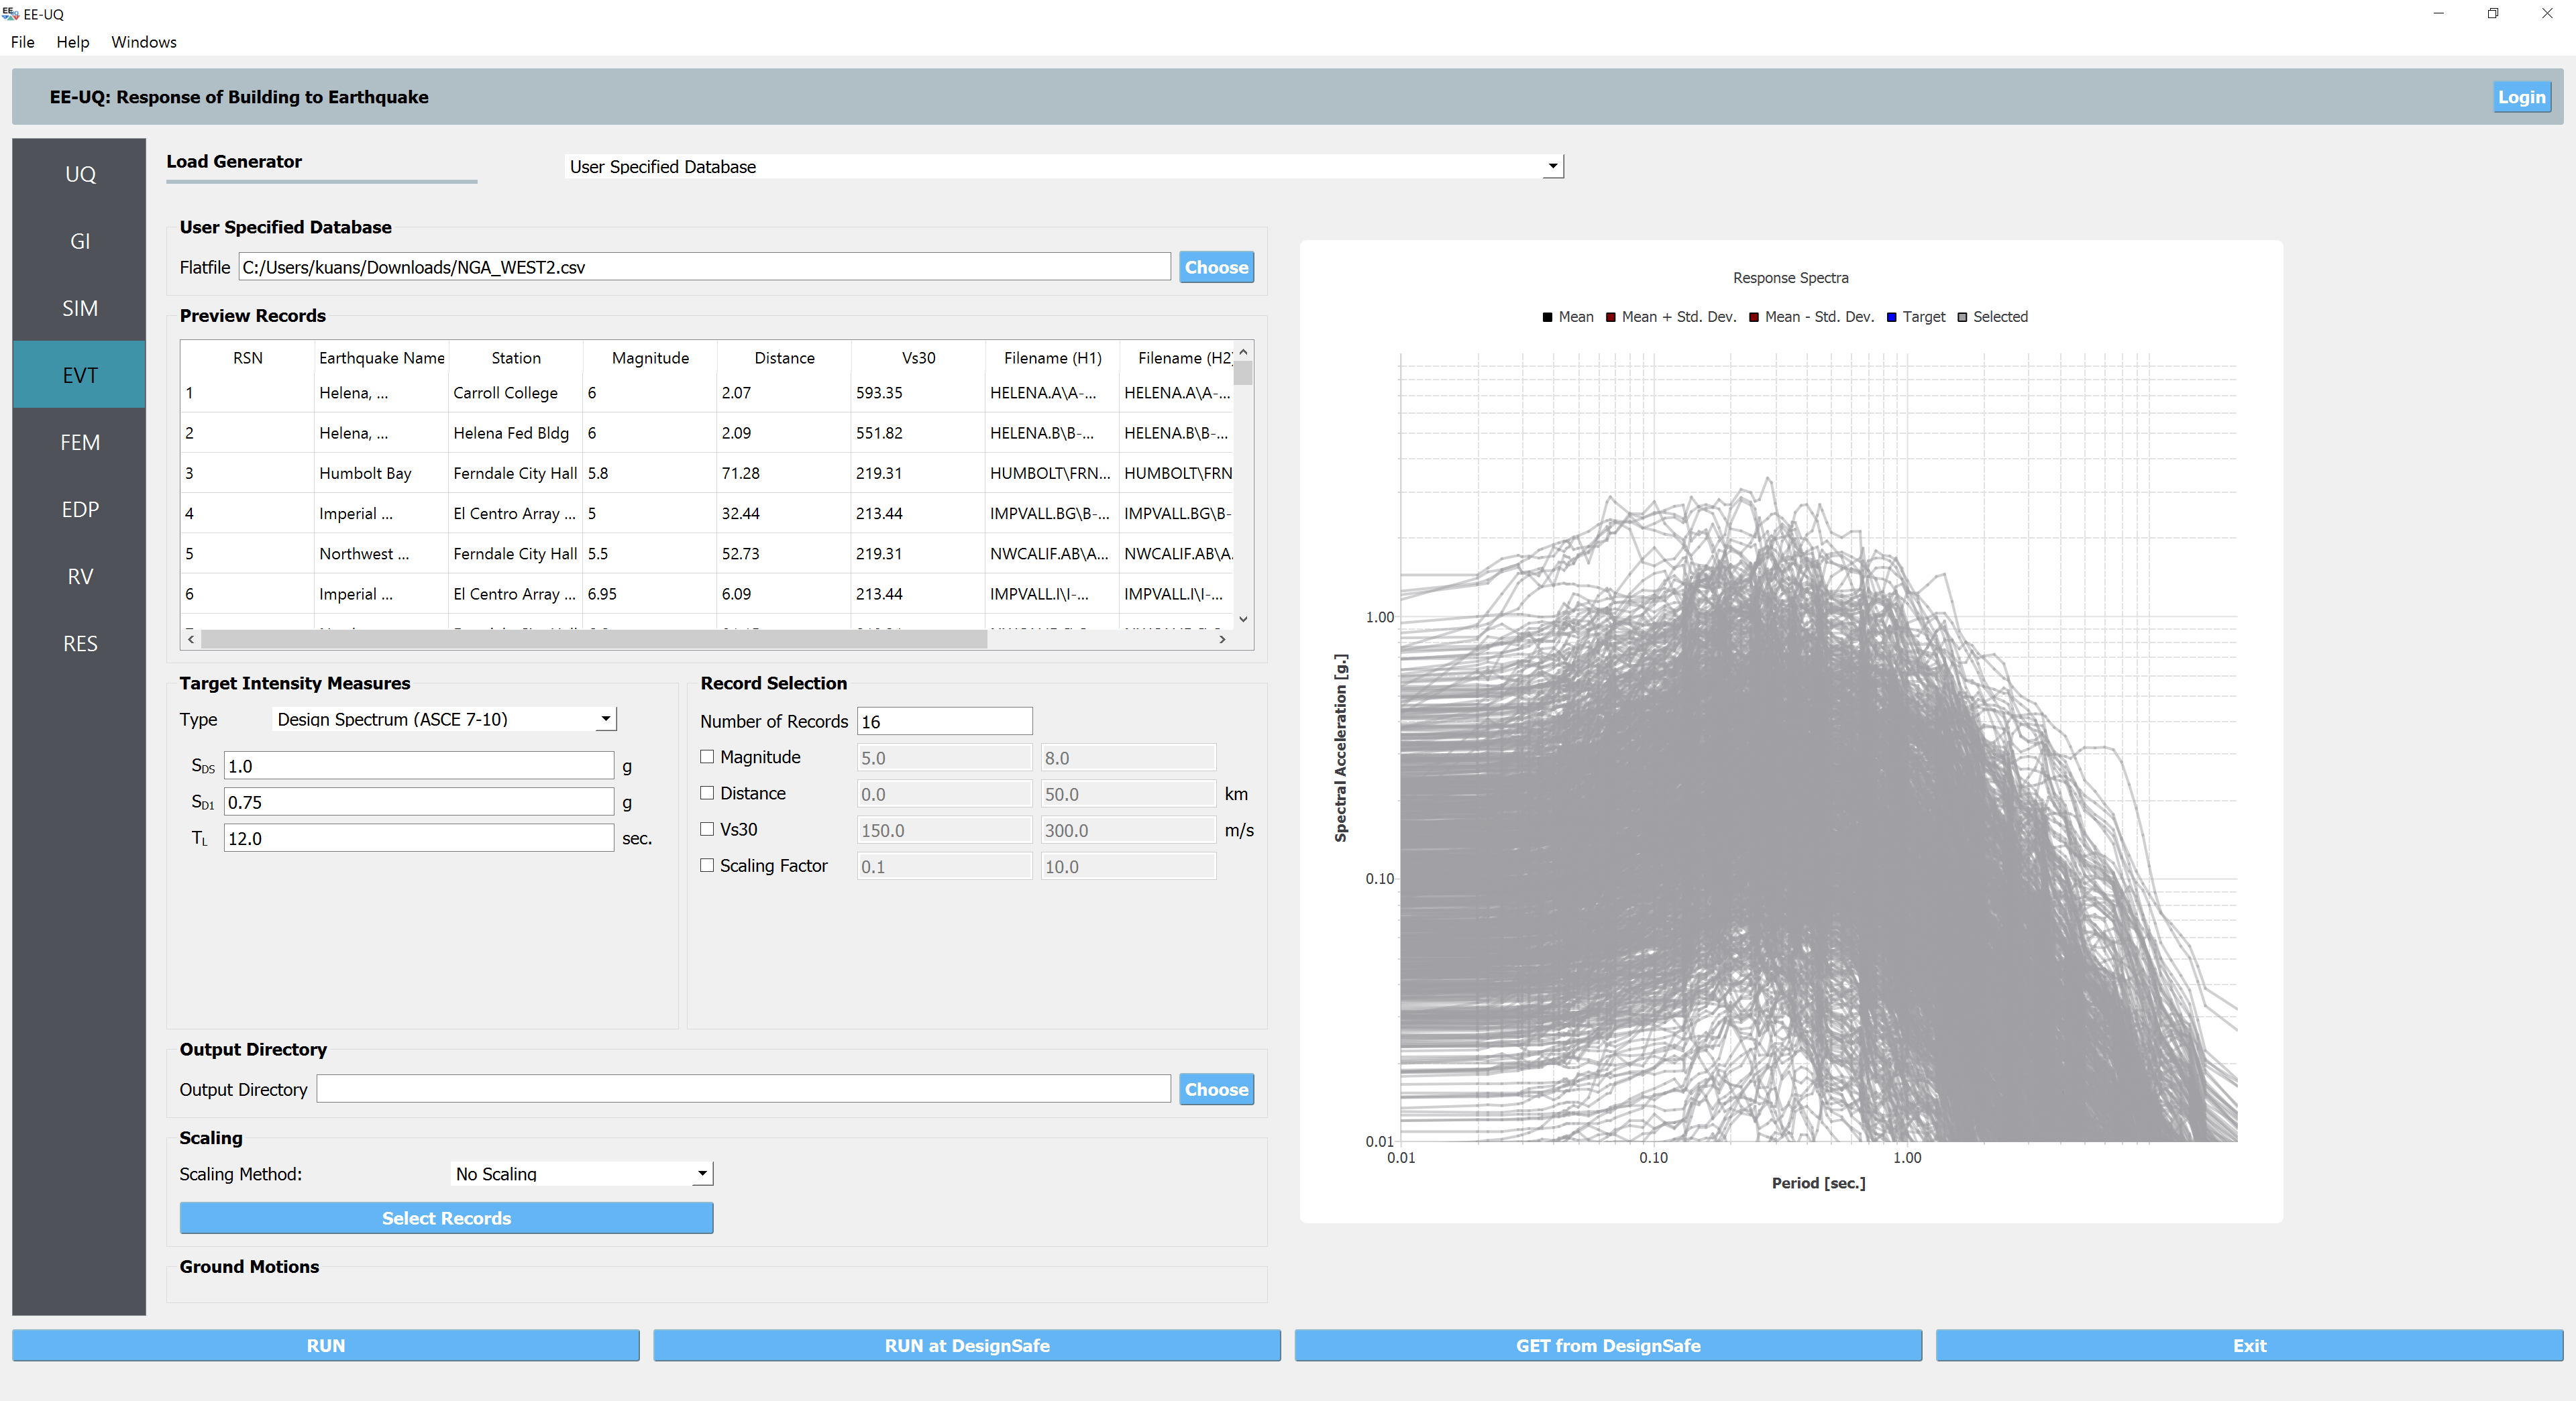 EE-UQ
File Help Windows
EE-UQ: Response of Building to Earthquake
Login
UQ
GI
SIM
EVT
FEM
EDP
RV
RES
Load Generator
User Specified Database
User Specified Database
Flatfile C:/Users/kuans/Downloads/NGA_WEST2.csv Choose
Preview Records
RSN Earthquake Name Station Magnitude Distance Vs30 Filename (H1) Filename (H2
1 Helena, ... Carroll College 6 2.07 593.35 HELENA.A\A-... HELENA.A\A-...
2 Helena, ... Helena Fed Bldg 6 2.09 551.82 HELENA.B\B-... HELENA.B\B-...
3 Humbolt Bay Ferndale City Hall 5.8 71.28 219.31 HUMBOLT\FRN... HUMBOLT\FRN
4 Imperial ... El Centro Array ... 5 32.44 213.44 IMPVALL.BG\B-... IMPVALL.BG\B-
5 Northwest ... Ferndale City Hall 5.5 52.73 219.31 NWCALIF.AB\A... NWCALIF.AB\A.
6 Imperial ... El Centro Array ... 6.95 6.09 213.44 IMPVALL.I\I-... IMPVALL.I\I-...
Target Intensity Measures
Type Design Spectrum (ASCE 7-10)
SDS 1.0 g
SD1 0.75 g
TL 12.0 sec.
Record Selection
Number of Records 16
Magnitude 5.0 8.0
Distance 0.0 50.0 km
Vs30 150.0 300.0 m/s
Scaling Factor 0.1 10.0
Output Directory
Output Directory Choose
Scaling
Scaling Method: No Scaling
Select Records
Ground Motions
Response Spectra
Mean Mean + Std. Dev. Mean - Std. Dev. Target Selected
Spectral Acceleration [g.]
1.00
0.10
0.01
0.01 0.10 1.00
Period [sec.]
RUN RUN at DesignSafe GET from DesignSafe Exit